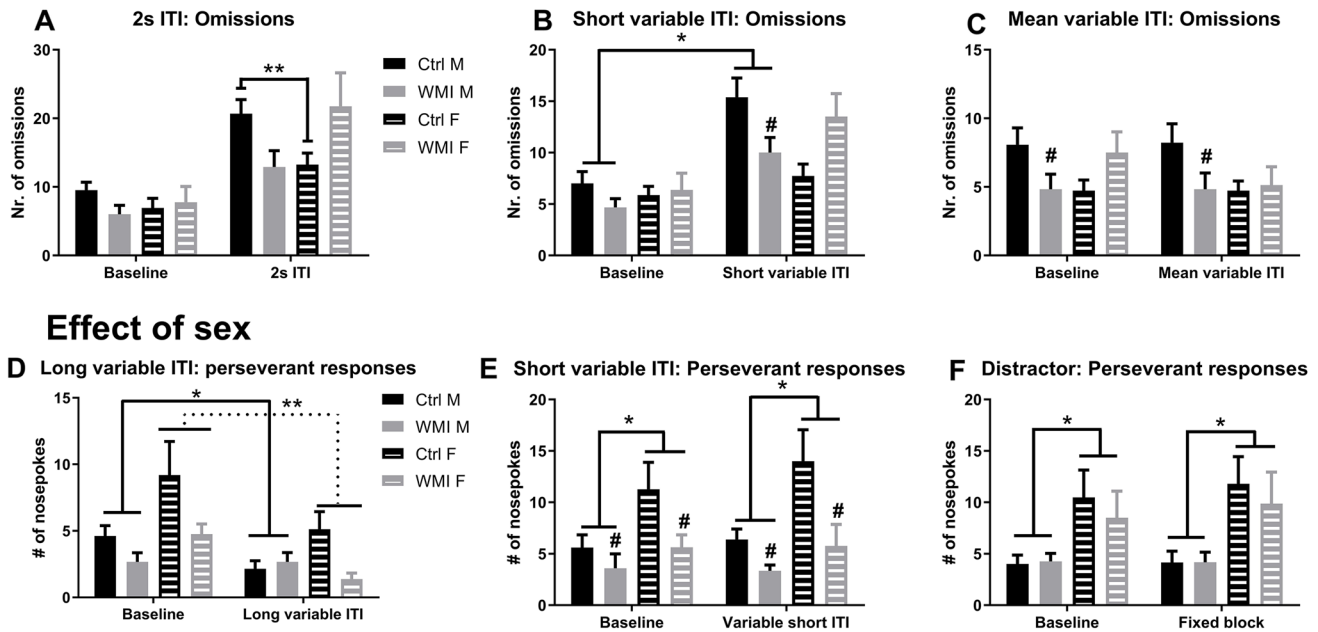 A 2s ITI: Omissions
Nr. of omissions
30
20
10
0
**
Baseline 2s ITI
Ctrl M
WMI M
Ctrl F
WMI F
B Short variable ITI: Omissions
Nr. of omissions
20
15
10
5
0
*
#
Baseline Short variable ITI
C Mean variable ITI: Omissions
Nr. of omissions
15
10
5
0
# #
Baseline Mean variable ITI
Effect of sex
D Long variable ITI: perseverant responses
# of nosepokes
15
10
5
0
* **
Baseline Long variable ITI
Ctrl M
WMI M
Ctrl F
WMI F
E Short variable ITI: Perseverant responses
# of nosepokes
20
15
10
5
0
* *
# # # #
Baseline Variable short ITI
F Distractor: Perseverant responses
# of nosepokes
20
15
10
5
0
* *
Baseline Fixed block